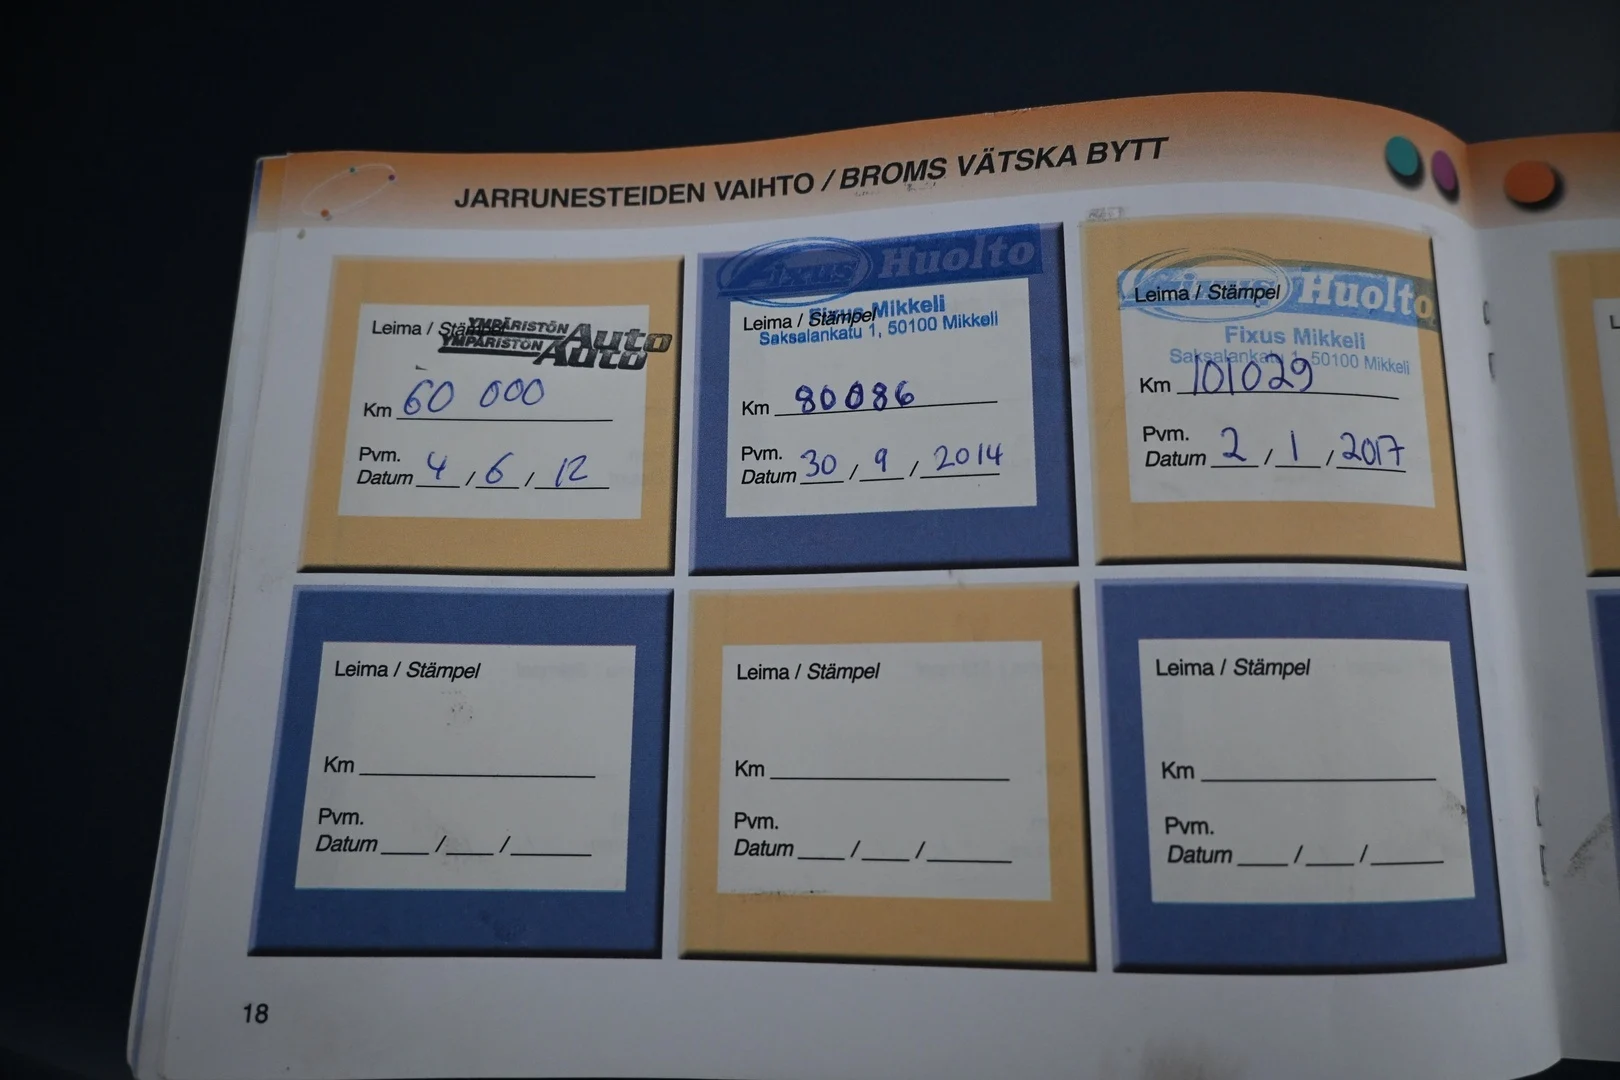 JARRUNESTEIDEN VAIHTO / BROMS VÄTSKA BYTT
Leima / Stämpel
YMPÄRISTÖN Auto
YMPÄRISTÖN Auto
Km 60 000
Pvm.
Datum 4 / 6 / 12
Fixus Huolto
Fixus Mikkeli
Leima / Stämpel
Saksalankatu 1, 50100 Mikkeli
Km 80086
Pvm.
Datum 30 / 9 / 2014
Fixus Huolto
Leima / Stämpel
Fixus Mikkeli
Saksalankatu 1, 50100 Mikkeli
Km 101029
Pvm.
Datum 2 / 1 / 2017
Leima / Stämpel
Km
Pvm.
Datum / /
Leima / Stämpel
Km
Pvm.
Datum / /
Leima / Stämpel
Km
Pvm.
Datum / /
18